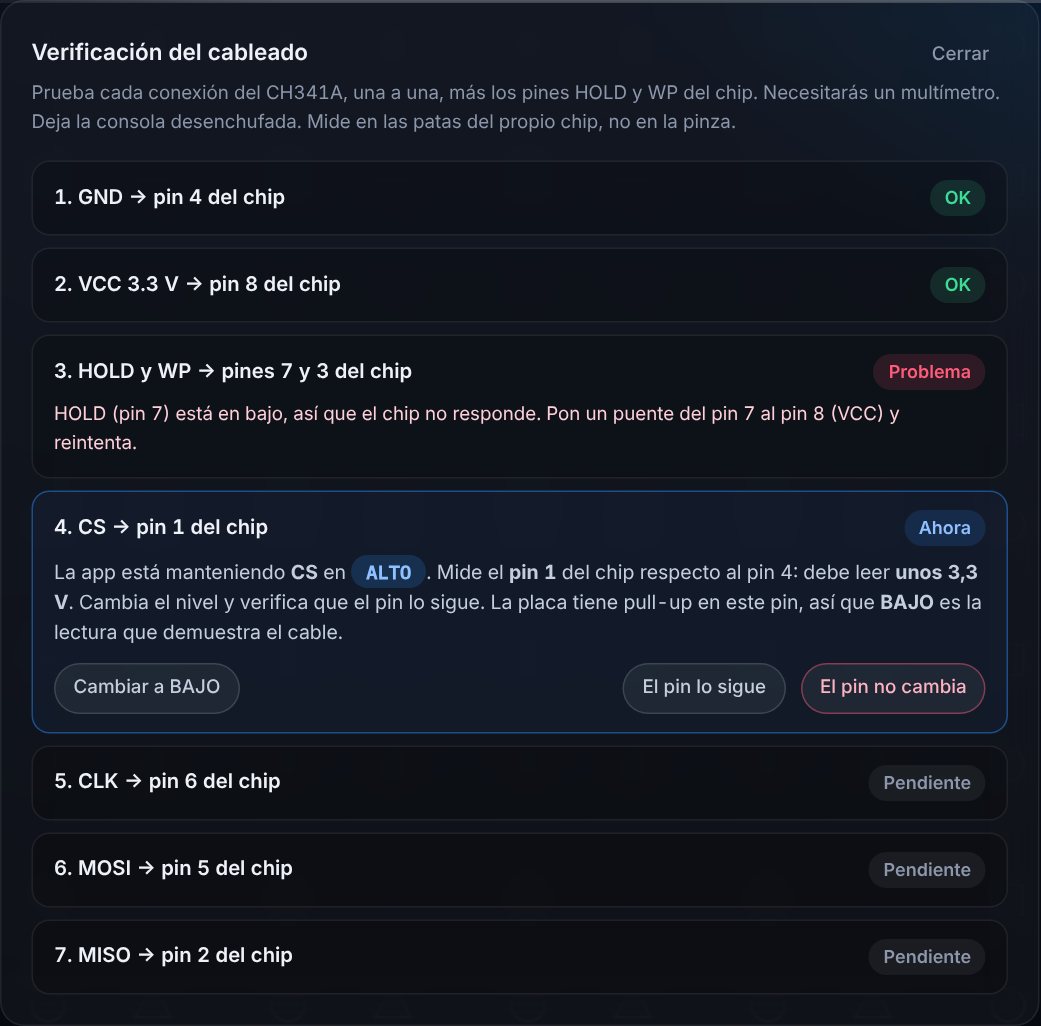 Verificación del cableado
Cerrar
Prueba cada conexión del CH341A, una a una, más los pines HOLD y WP del chip. Necesitarás un multímetro.
Deja la consola desenchufada. Mide en las patas del propio chip, no en la pinza.
1. GND → pin 4 del chip
OK
2. VCC 3.3 V → pin 8 del chip
OK
3. HOLD y WP → pines 7 y 3 del chip
Problema
HOLD (pin 7) está en bajo, así que el chip no responde. Pon un puente del pin 7 al pin 8 (VCC) y
reintenta.
4. CS → pin 1 del chip
Ahora
La app está manteniendo CS en ALTO . Mide el pin 1 del chip respecto al pin 4: debe leer unos 3,3
V. Cambia el nivel y verifica que el pin lo sigue. La placa tiene pull-up en este pin, así que BAJO es la
lectura que demuestra el cable.
Cambiar a BAJO
El pin lo sigue
El pin no cambia
5. CLK → pin 6 del chip
Pendiente
6. MOSI → pin 5 del chip
Pendiente
7. MISO → pin 2 del chip
Pendiente